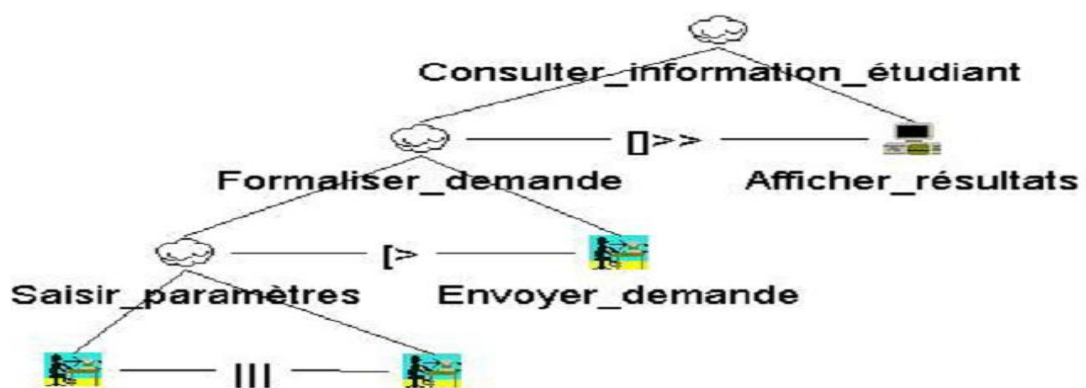 Consulter_information_étudiant
[]>>
Formaliser_demande Afficher_résultats
[>
Saisir_paramètres Envoyer_demande
|||